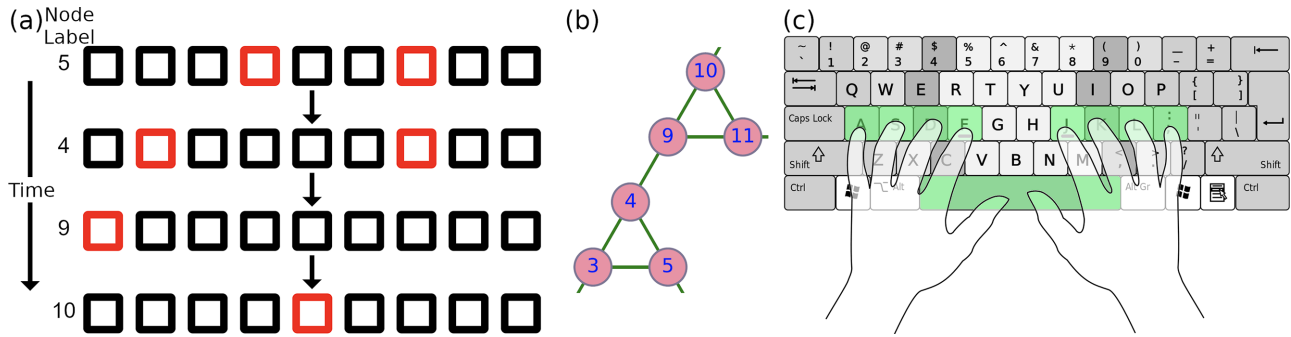 (a)
Node
Label
5
4
Time
9
10
(b)
10
9 11
4
3 5
(c)
~ ! @ # $ % ^ & * ( ) — +
` 1 2 3 4 5 6 7 8 9 0 – =
Q W E R T Y U I O P { [ } ]
Caps Lock A S D F G H J K L : ; " ' | \
Shift Z X C V B N M < , > . ? / Shift
Ctrl Alt Alt Gr Ctrl